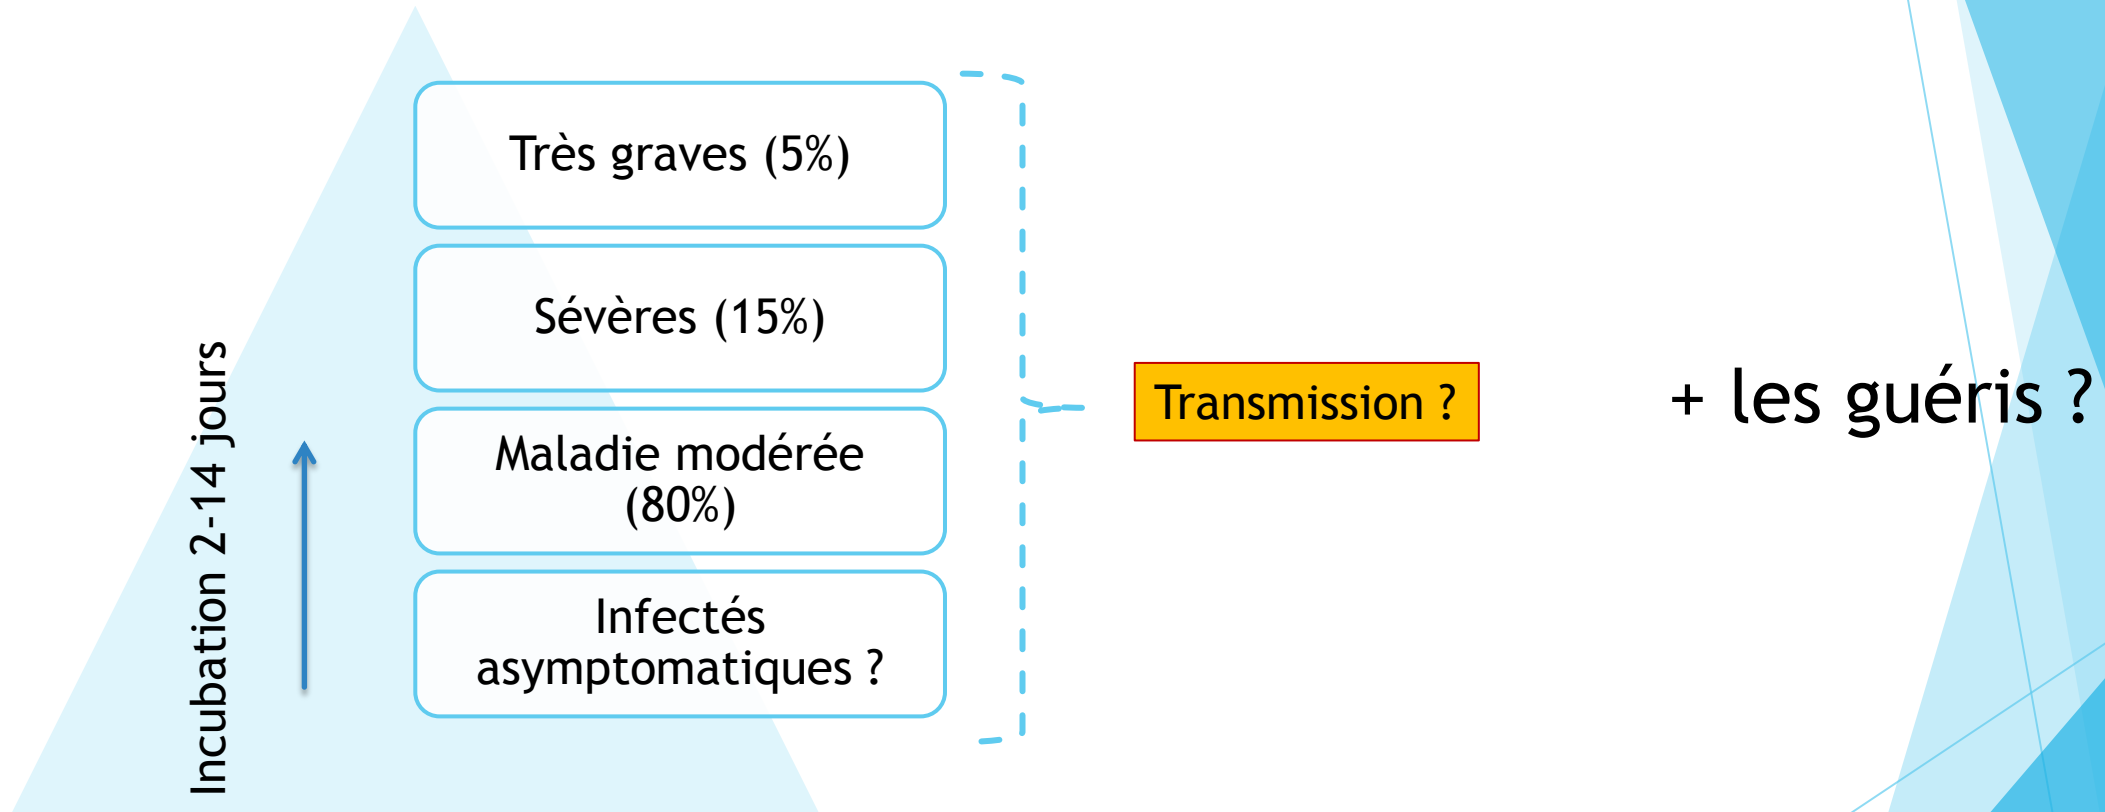 Très graves (5%)
Sévères (15%)
Maladie modérée
(80%)
Infectés
asymptomatiques ?
Incubation 2-14 jours
Transmission ?
+ les guéris ?